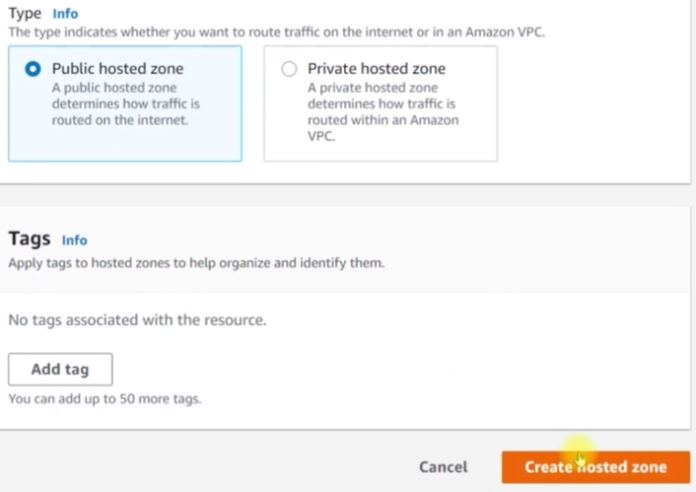 Type Info
The type indicates whether you want to route traffic on the internet or in an Amazon VPC.
Public hosted zone
A public hosted zone
determines how traffic is
routed on the internet.
Private hosted zone
A private hosted zone
determines how traffic is
routed within an Amazon
VPC.
Tags Info
Apply tags to hosted zones to help organize and identify them.
No tags associated with the resource.
Add tag
You can add up to 50 more tags.
Cancel
Create hosted zone